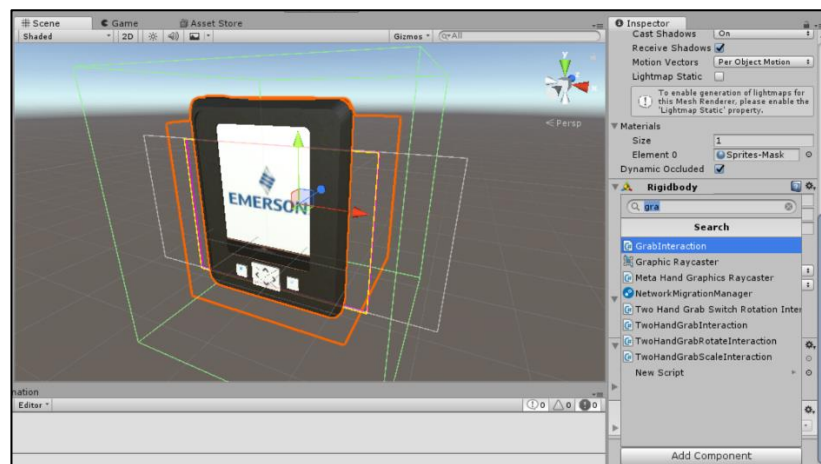 Scene Game Asset Store
Shaded 2D Gizmos All
y
x
Persp
EMERSON
Inspector
Cast Shadows On
Receive Shadows
Motion Vectors Per Object Motion
Lightmap Static
To enable generation of lightmaps for
this Mesh Renderer, please enable the
'Lightmap Static' property.
Materials
Size 1
Element 0 Sprites-Mask
Dynamic Occluded
Rigidbody
gra
Search
GrabInteraction
Graphic Raycaster
Meta Hand Graphics Raycaster
NetworkMigrationManager
Two Hand Grab Switch Rotation Inter
TwoHandGrabInteraction
TwoHandGrabRotateInteraction
TwoHandGrabScaleInteraction
New Script
Add Component
nation
Editor 0 0 0